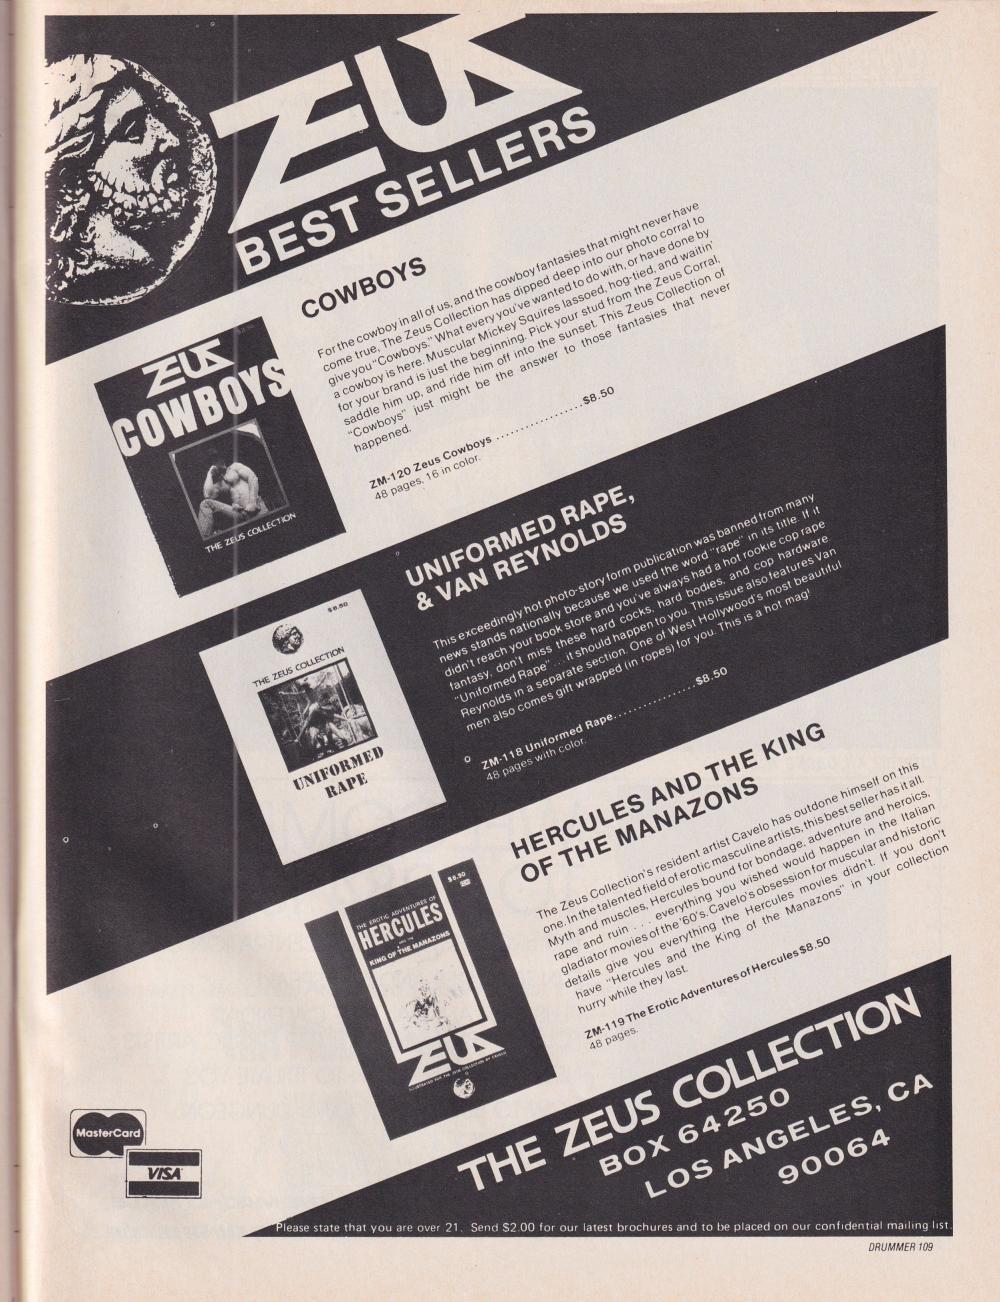 ZEUS
BEST SELLERS
COWBOYS
For the cowboy in all of us, and the cowboy fantasies that might never have
come true, The Zeus Collection has dipped deep into our photo corral to
give you "Cowboys." What every you've wanted to do with, or have done by
a cowboy is here. Muscular Mickey Squires lassoed, hog-tied, and waitin'
for your brand is just the beginning. Pick your stud from the Zeus Corral,
saddle him up, and ride him off into the sunset. This Zeus Collection of
"Cowboys" just might be the answer to those fantasies that never
happened.
ZM-120 Zeus Cowboys ..................$8.50
48 pages, 16 in color.
ZEUS
COWBOYS
THE ZEUS COLLECTION
UNIFORMED RAPE,
& VAN REYNOLDS
This exceedingly hot photo-story form publication was banned from many
news stands nationally because we used the word "rape" in its title. If it
didn't reach your book store and you've always had a hot rookie cop rape
fantasy, don't miss these hard cocks, hard bodies, and cop hardware.
"Uniformed Rape" . . . it should happen to you. This issue also features Van
Reynolds in a separate section. One of West Hollywood's most beautiful
men also comes gift wrapped (in ropes) for you. This is a hot mag!
ZM-118 Uniformed Rape.................$8.50
48 pages with color.
$8.50
THE ZEUS COLLECTION
UNIFORMED
RAPE
HERCULES AND THE KING
OF THE MANAZONS
The Zeus Collection's resident artist Cavelo has outdone himself on this
one. In the talented field of erotic masculine artists, this best seller has it all.
Myth and muscles, Hercules bound for bondage, adventure and heroics,
rape and ruin . . . everything you wished would happen in the Italian
gladiator movies of the '60's. Cavelo's obsession for muscular and historic
details give you everything the Hercules movies didn't. If you don't
have "Hercules and the King of the Manazons" in your collection
hurry while they last.
ZM-119 The Erotic Adventures of Hercules $8.50
48 pages.
$8.50
THE EROTIC ADVENTURES OF
HERCULES
AND THE
KING OF THE MANAZONS
ZEUS
ILLUSTRATED FOR THE ZEUS COLLECTION BY CAVELO
THE ZEUS COLLECTION
BOX 64250
LOS ANGELES, CA
90064
MasterCard
VISA
Please state that you are over 21. Send $2.00 for our latest brochures and to be placed on our confidential mailing list.
DRUMMER 109